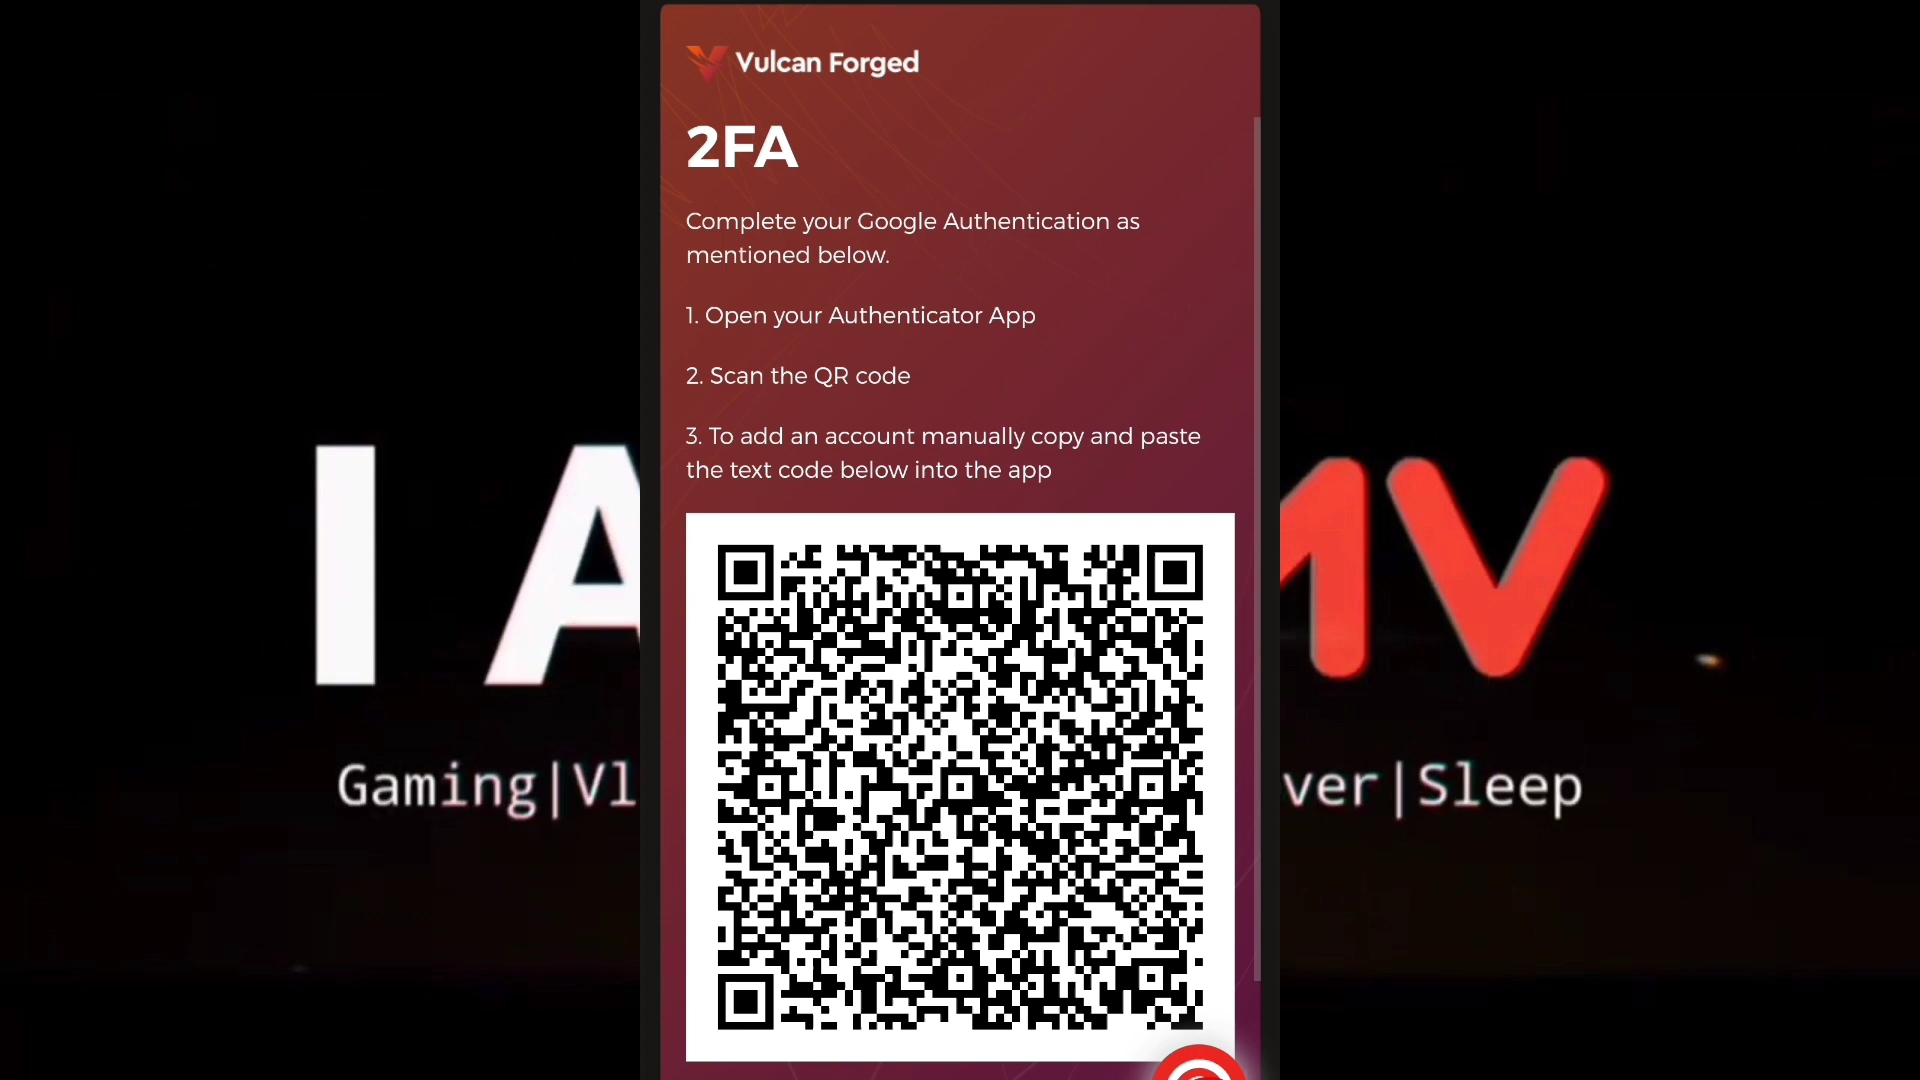 Vulcan Forged
2FA
Complete your Google Authentication as
mentioned below.
1. Open your Authenticator App
2. Scan the QR code
3. To add an account manually copy and paste
the text code below into the app
I A
V
Gaming|Vl
ver|Sleep